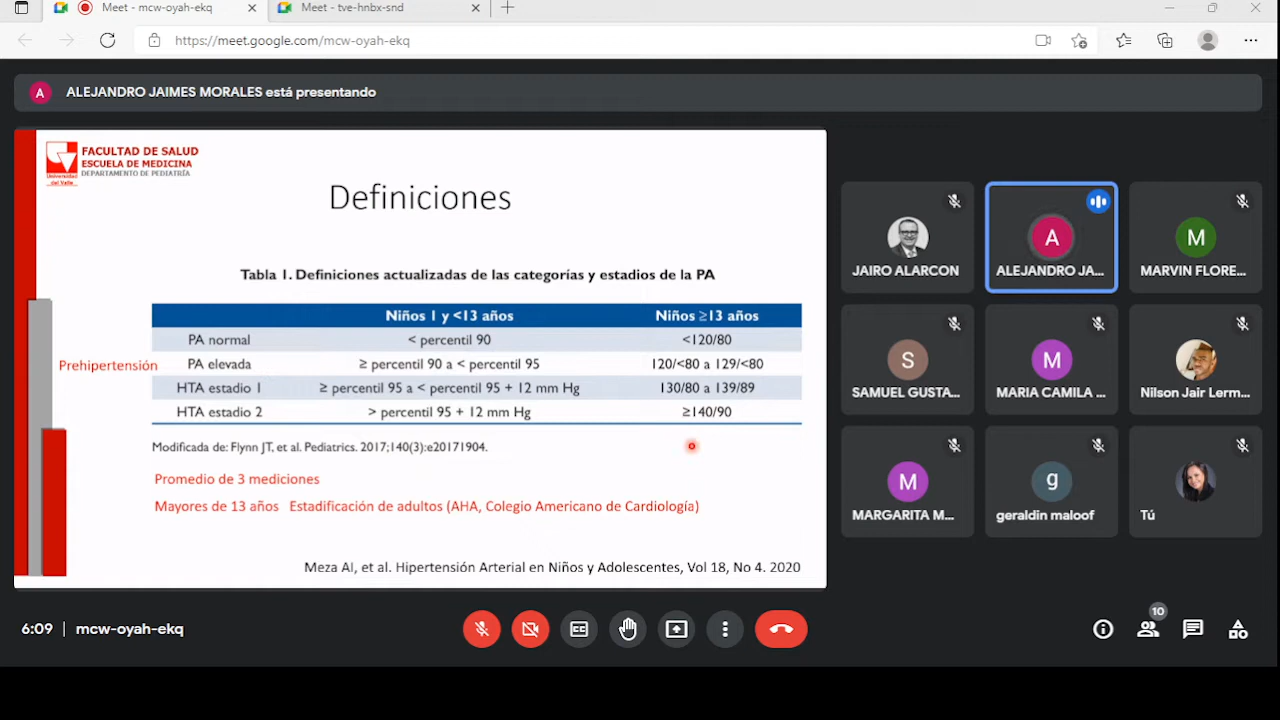 Meet - mcw-oyah-ekq
Meet - tve-hnbx-snd
https://meet.google.com/mcw-oyah-ekq
A
ALEJANDRO JAIMES MORALES está presentando
Universidad del Valle
FACULTAD DE SALUD
ESCUELA DE MEDICINA
DEPARTAMENTO DE PEDIATRÍA
Definiciones
Tabla 1. Definiciones actualizadas de las categorías y estadios de la PA
Niños 1 y <13 años Niños ≥13 años
PA normal < percentil 90 <120/80
Prehipertensión PA elevada ≥ percentil 90 a < percentil 95 120/<80 a 129/<80
HTA estadio 1 ≥ percentil 95 a < percentil 95 + 12 mm Hg 130/80 a 139/89
HTA estadio 2 > percentil 95 + 12 mm Hg ≥140/90
Modificada de: Flynn JT, et al. Pediatrics. 2017;140(3):e20171904.
Promedio de 3 mediciones
Mayores de 13 años Estadificación de adultos (AHA, Colegio Americano de Cardiología)
Meza AI, et al. Hipertensión Arterial en Niños y Adolescentes, Vol 18, No 4. 2020
JAIRO ALARCON
A
ALEJANDRO JA...
M
MARVIN FLORE...
S
SAMUEL GUSTA...
M
MARIA CAMILA ...
Nilson Jair Lerm...
M
MARGARITA M...
g
geraldin maloof
Tú
6:09 | mcw-oyah-ekq
10